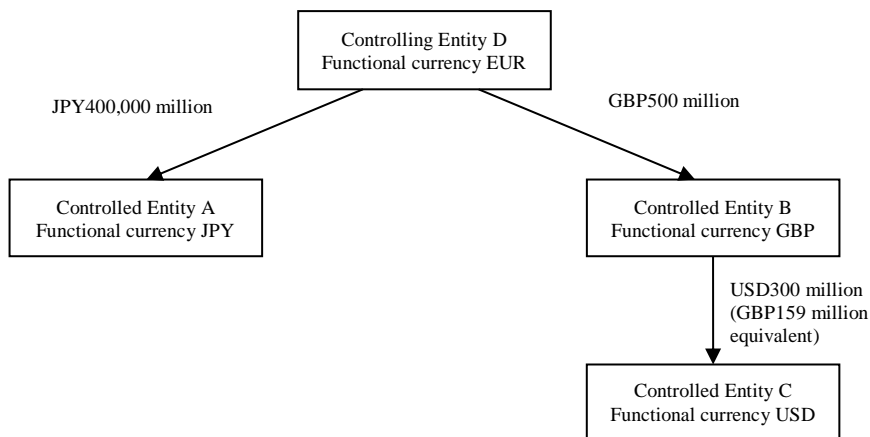 Controlling Entity D
Functional currency EUR
JPY400,000 million
GBP500 million
Controlled Entity A
Functional currency JPY
Controlled Entity B
Functional currency GBP
USD300 million
(GBP159 million
equivalent)
Controlled Entity C
Functional currency USD